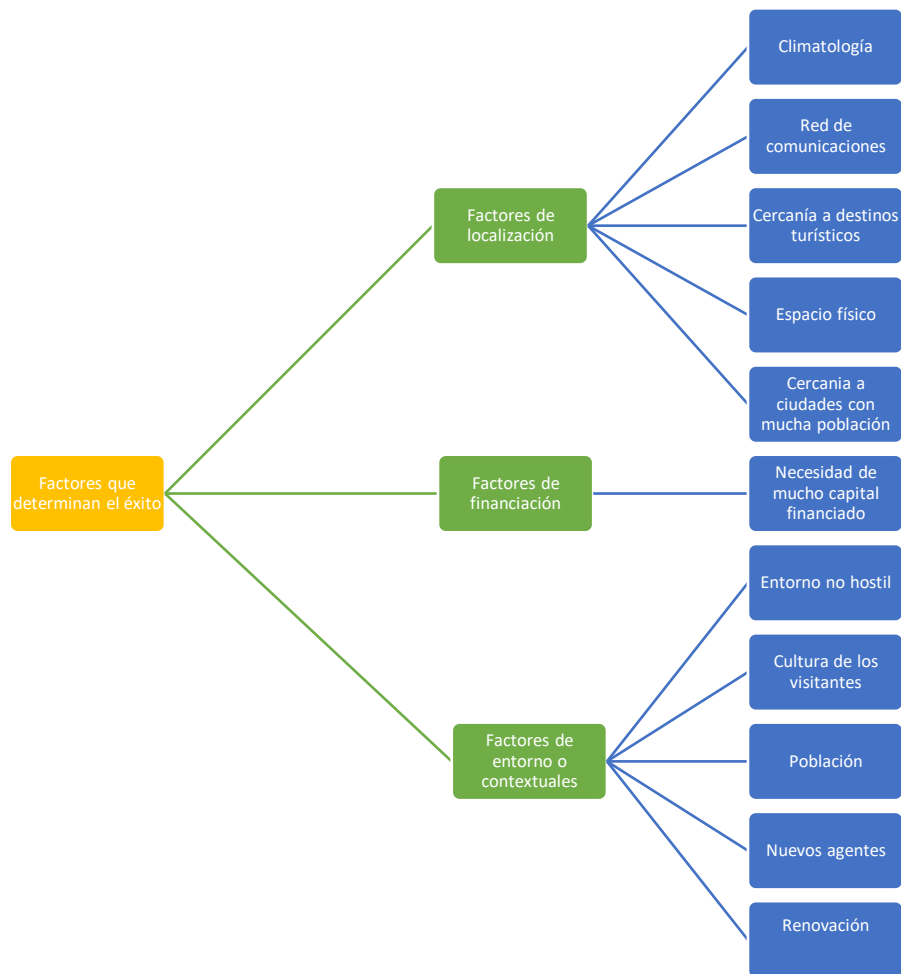 Climatología
Red de
comunicaciones
Factores de
localización
Cercanía a destinos
turísticos
Espacio físico
Cercania a
ciudades con
mucha población
Factores que
determinan el éxito
Factores de
financiación
Necesidad de
mucho capital
financiado
Entorno no hostil
Cultura de los
visitantes
Factores de
entorno o
contextuales
Población
Nuevos agentes
Renovación